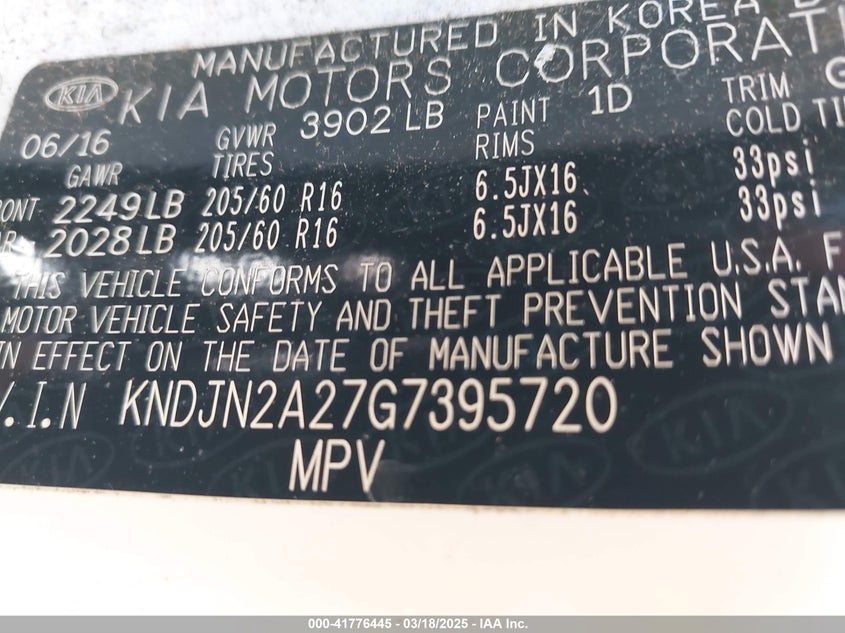 MANUFACTURED IN KOREA
KIA KIA MOTORS CORPORATI
06/16 GVWR 3902 LB PAINT 1D TRIM
GAWR TIRES RIMS COLD TI
ONT 2249LB 205/60 R16 6.5JX16 33psi
R 2028LB 205/60 R16 6.5JX16 33psi
THIS VEHICLE CONFORMS TO ALL APPLICABLE U.S.A. F
MOTOR VEHICLE SAFETY AND THEFT PREVENTION STAN
IN EFFECT ON THE DATE OF MANUFACTURE SHOWN
V.I.N KNDJN2A27G7395720
MPV
000-41776445 - 03/18/2025 - IAA Inc.